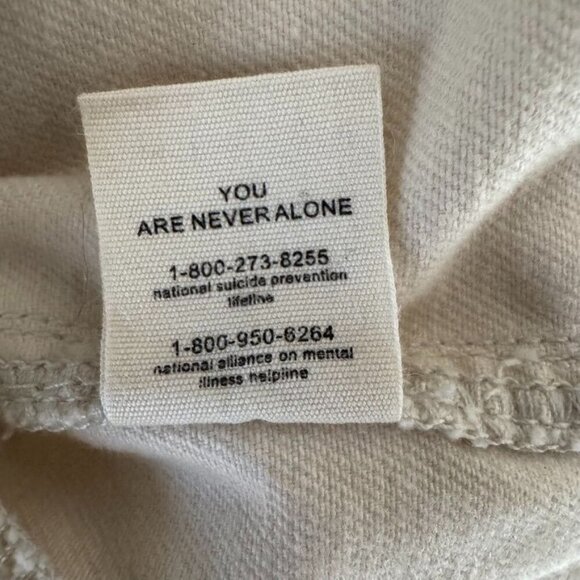 YOU
ARE NEVER ALONE
1-800-273-8255
national suicide prevention
lifeline
1-800-950-6264
national alliance on mental
illness helpline